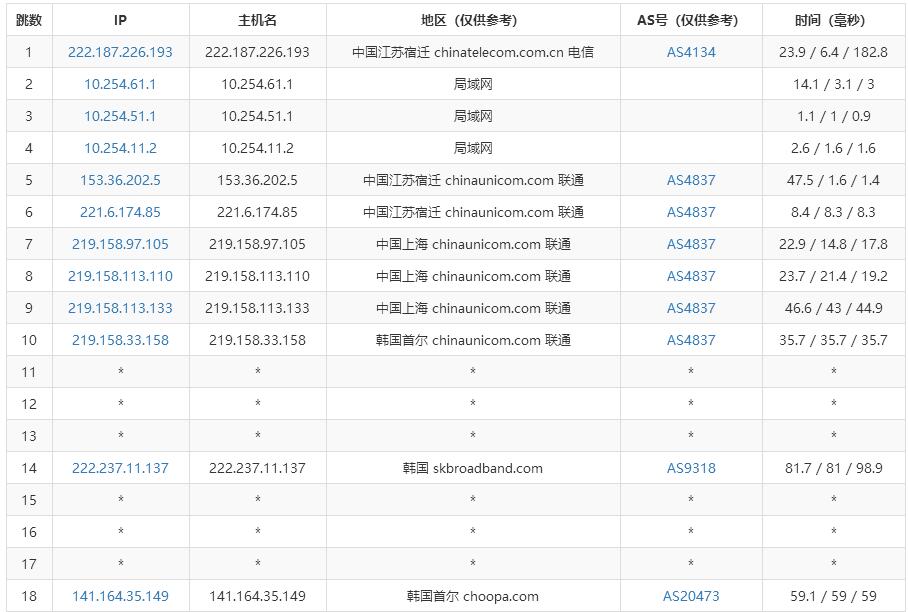 跳数 IP 主机名 地区（仅供参考） AS号（仅供参考） 时间（毫秒）
1 222.187.226.193 222.187.226.193 中国江苏宿迁 chinatelecom.com.cn 电信 AS4134 23.9 / 6.4 / 182.8
2 10.254.61.1 10.254.61.1 局域网 14.1 / 3.1 / 3
3 10.254.51.1 10.254.51.1 局域网 1.1 / 1 / 0.9
4 10.254.11.2 10.254.11.2 局域网 2.6 / 1.6 / 1.6
5 153.36.202.5 153.36.202.5 中国江苏宿迁 chinaunicom.com 联通 AS4837 47.5 / 1.6 / 1.4
6 221.6.174.85 221.6.174.85 中国江苏宿迁 chinaunicom.com 联通 AS4837 8.4 / 8.3 / 8.3
7 219.158.97.105 219.158.97.105 中国上海 chinaunicom.com 联通 AS4837 22.9 / 14.8 / 17.8
8 219.158.113.110 219.158.113.110 中国上海 chinaunicom.com 联通 AS4837 23.7 / 21.4 / 19.2
9 219.158.113.133 219.158.113.133 中国上海 chinaunicom.com 联通 AS4837 46.6 / 43 / 44.9
10 219.158.33.158 219.158.33.158 韩国首尔 chinaunicom.com 联通 AS4837 35.7 / 35.7 / 35.7
11 * * * * *
12 * * * * *
13 * * * * *
14 222.237.11.137 222.237.11.137 韩国 skbroadband.com AS9318 81.7 / 81 / 98.9
15 * * * * *
16 * * * * *
17 * * * * *
18 141.164.35.149 141.164.35.149 韩国首尔 choopa.com AS20473 59.1 / 59 / 59